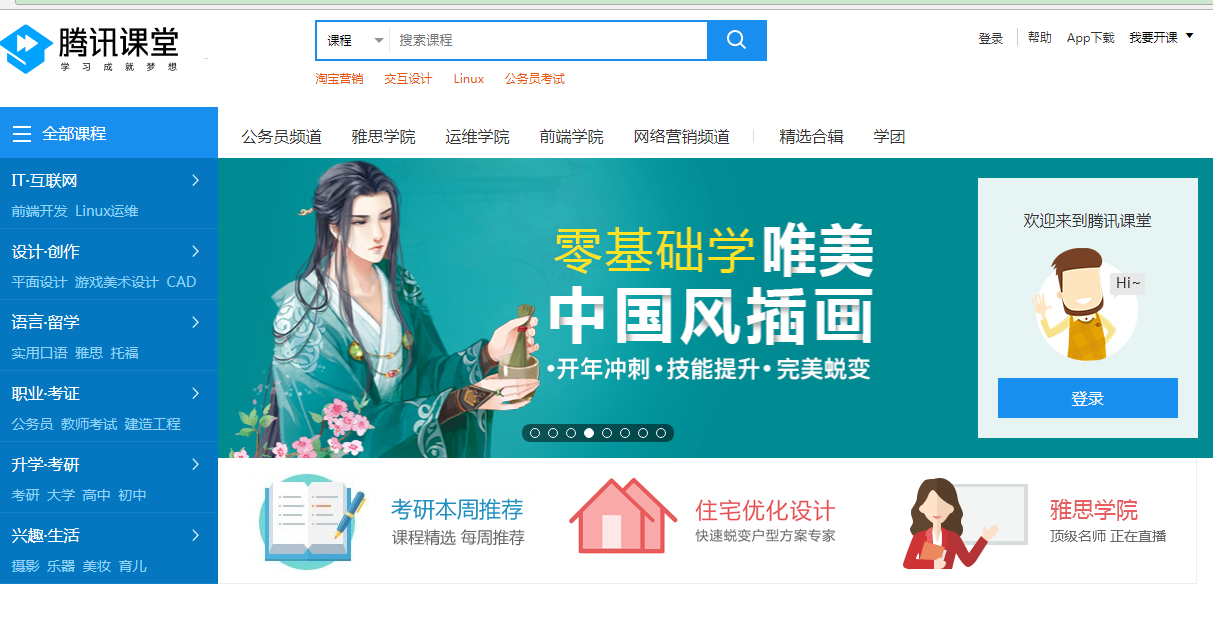 腾讯课堂
学 习 成 就 梦 想
课程 搜索课程
淘宝营销 交互设计 Linux 公务员考试
登录 帮助 App下载 我要开课
全部课程
公务员频道 雅思学院 运维学院 前端学院 网络营销频道 精选合辑 学团
IT·互联网
前端开发 Linux运维
设计·创作
平面设计 游戏美术设计 CAD
语言·留学
实用口语 雅思 托福
职业·考证
公务员 教师考试 建造工程
升学·考研
考研 大学 高中 初中
兴趣·生活
摄影 乐器 美妆 育儿
零基础学唯美
中国风插画
•开年冲刺•技能提升•完美蜕变
欢迎来到腾讯课堂
Hi~
登录
考研本周推荐
课程精选 每周推荐
住宅优化设计
快速蜕变户型方案专家
雅思学院
顶级名师 正在直播